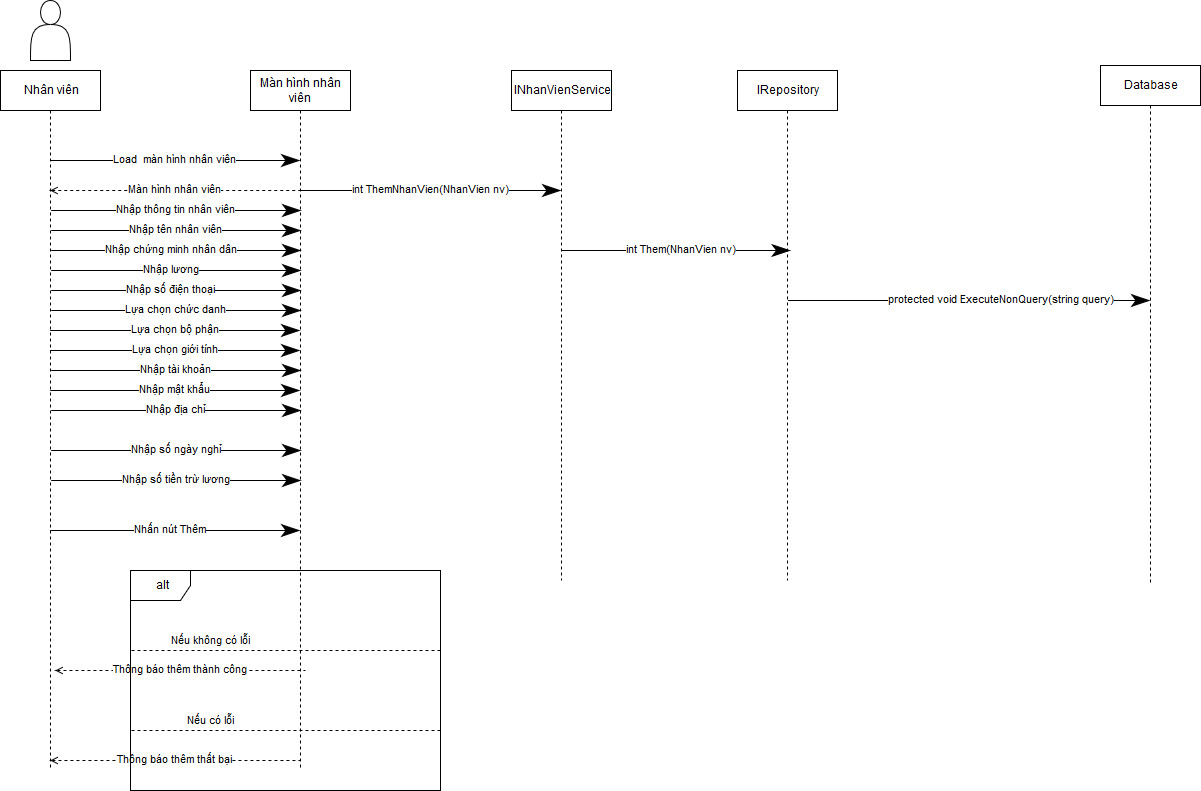 Nhân viên
Màn hình nhân
viên
INhanVienService
IRepository
Database
Load màn hình nhân viên
Màn hình nhân viên
int ThemNhanVien(NhanVien nv)
Nhập thông tin nhân viên
Nhập tên nhân viên
Nhập chứng minh nhân dân
int Them(NhanVien nv)
Nhập lương
Nhập số điện thoại
protected void ExecuteNonQuery(string query)
Lựa chọn chức danh
Lựa chọn bộ phận
Lựa chọn giới tính
Nhập tài khoản
Nhập mật khẩu
Nhập địa chỉ
Nhập số ngày nghỉ
Nhập số tiền trừ lương
Nhấn nút Thêm
alt
Nếu không có lỗi
Thông báo thêm thành công
Nếu có lỗi
Thông báo thêm thất bại